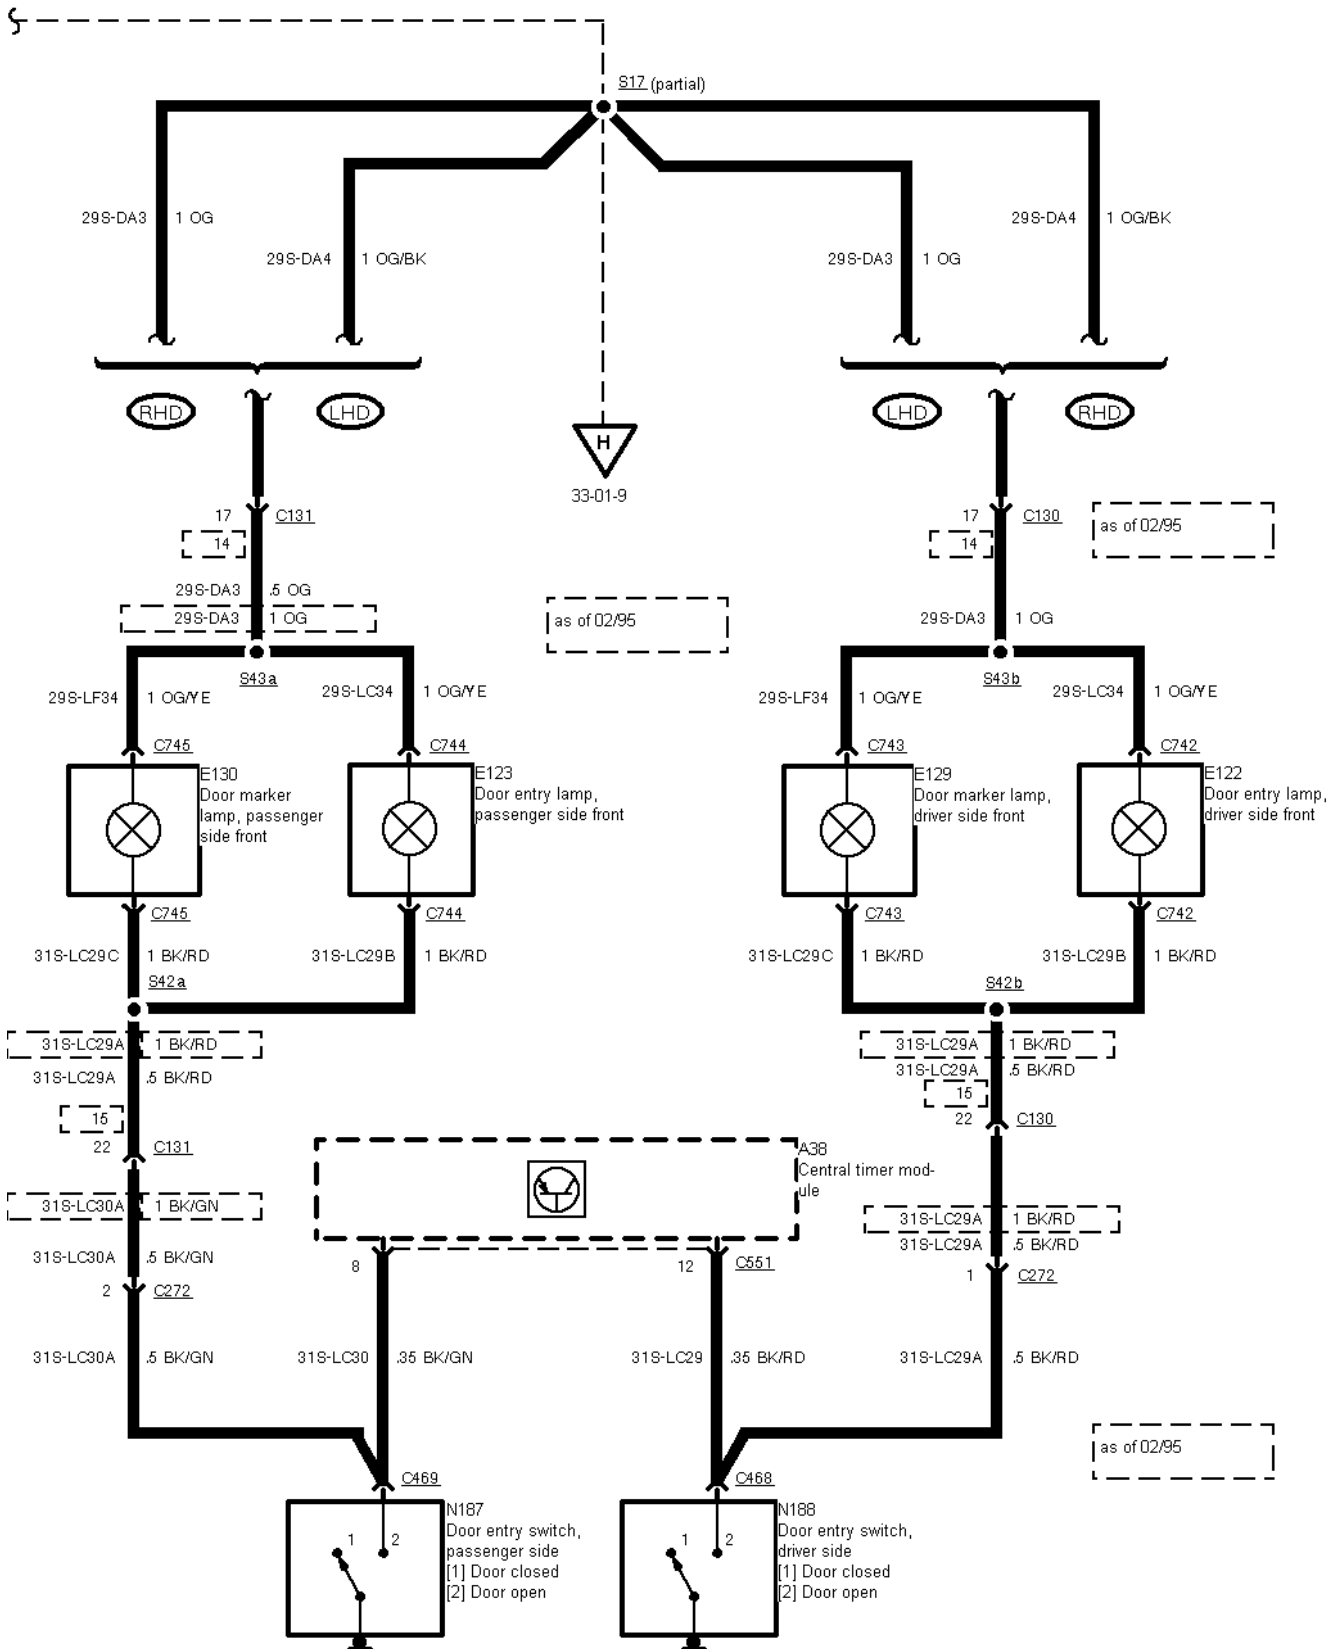 S17 (partial)
29S-DA3 1 OG
29S-DA4 1 OG/BK
29S-DA4 1 OG/BK
29S-DA3 1 OG
RHD
LHD
LHD
RHD
H
33-01-9
17 C131
14
17 C130
14
as of 02/95
29S-DA3 .5 OG
29S-DA3 1 OG
as of 02/95
29S-DA3 1 OG
S43a
S43b
29S-LF34 1 OG/YE
29S-LC34 1 OG/YE
29S-LF34 1 OG/YE
29S-LC34 1 OG/YE
C745
C744
C743
C742
E130
Door marker
lamp, passenger
side front
E123
Door entry lamp,
passenger side front
E129
Door marker lamp,
driver side front
E122
Door entry lamp,
driver side front
C745
C744
C743
C742
31S-LC29C 1 BK/RD
31S-LC29B 1 BK/RD
31S-LC29C 1 BK/RD
31S-LC29B 1 BK/RD
S42a
S42b
31S-LC29A 1 BK/RD
31S-LC29A .5 BK/RD
31S-LC29A 1 BK/RD
31S-LC29A .5 BK/RD
15
22 C131
15
22 C130
A38
Central timer mod-
ule
31S-LC30A 1 BK/GN
31S-LC30A .5 BK/GN
31S-LC29A 1 BK/RD
31S-LC29A .5 BK/RD
2 C272
8
12 C551
1 C272
31S-LC30A .5 BK/GN
31S-LC30 .35 BK/GN
31S-LC29 .35 BK/RD
31S-LC29A .5 BK/RD
as of 02/95
C469
C468
N187
Door entry switch,
passenger side
[1] Door closed
[2] Door open
1 2
N188
Door entry switch,
driver side
[1] Door closed
[2] Door open
1 2